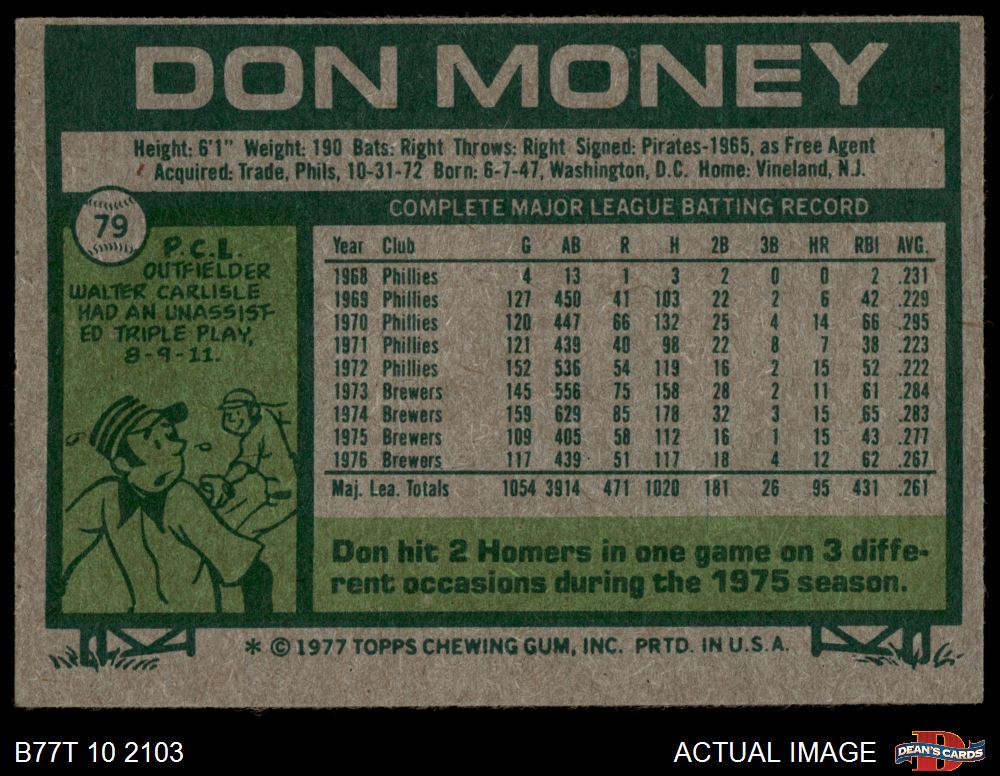 DON MONEY
Height: 6'1" Weight: 190 Bats: Right Throws: Right Signed: Pirates-1965, as Free Agent
Acquired: Trade, Phils, 10-31-72 Born: 6-7-47, Washington, D.C. Home: Vineland, N.J.
79
P.C.L.
OUTFIELDER
WALTER CARLISLE
HAD AN UNASSIST-
ED TRIPLE PLAY,
8-9-11.
COMPLETE MAJOR LEAGUE BATTING RECORD
Year Club G AB R H 2B 3B HR RBI AVG.
1968 Phillies 4 13 1 3 2 0 0 2 .231
1969 Phillies 127 450 41 103 22 2 6 42 .229
1970 Phillies 120 447 66 132 25 4 14 66 .295
1971 Phillies 121 439 40 98 22 8 7 38 .223
1972 Phillies 152 536 54 119 16 2 15 52 .222
1973 Brewers 145 556 75 158 28 2 11 61 .284
1974 Brewers 159 629 85 178 32 3 15 65 .283
1975 Brewers 109 405 58 112 16 1 15 43 .277
1976 Brewers 117 439 51 117 18 4 12 62 .267
Maj. Lea. Totals 1054 3914 471 1020 181 26 95 431 .261
Don hit 2 Homers in one game on 3 diffe-
rent occasions during the 1975 season.
* © 1977 TOPPS CHEWING GUM, INC. PRTD. IN U.S.A.
B77T 10 2103
ACTUAL IMAGE
DEAN'S CARDS